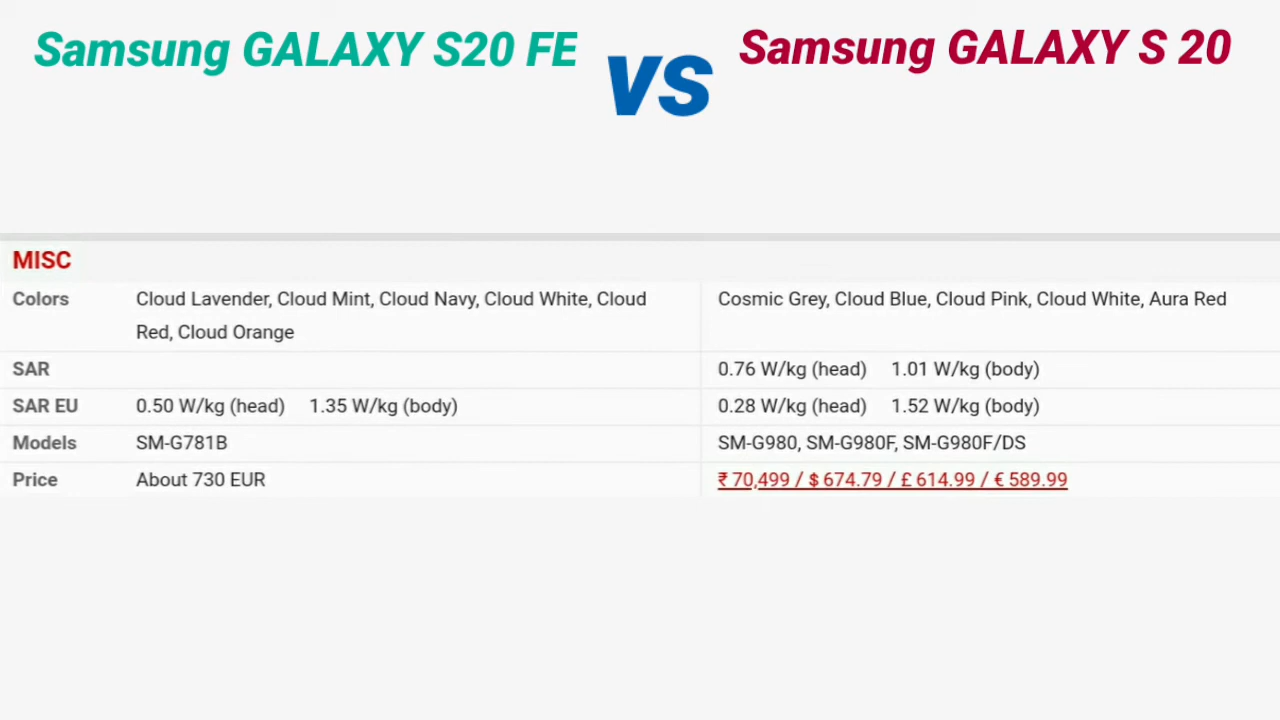 Samsung GALAXY S20 FE VS Samsung GALAXY S 20
MISC
Colors Cloud Lavender, Cloud Mint, Cloud Navy, Cloud White, Cloud Red, Cloud Orange Cosmic Grey, Cloud Blue, Cloud Pink, Cloud White, Aura Red
SAR 0.76 W/kg (head) 1.01 W/kg (body)
SAR EU 0.50 W/kg (head) 1.35 W/kg (body) 0.28 W/kg (head) 1.52 W/kg (body)
Models SM-G781B SM-G980, SM-G980F, SM-G980F/DS
Price About 730 EUR ₹ 70,499 / $ 674.79 / £ 614.99 / € 589.99